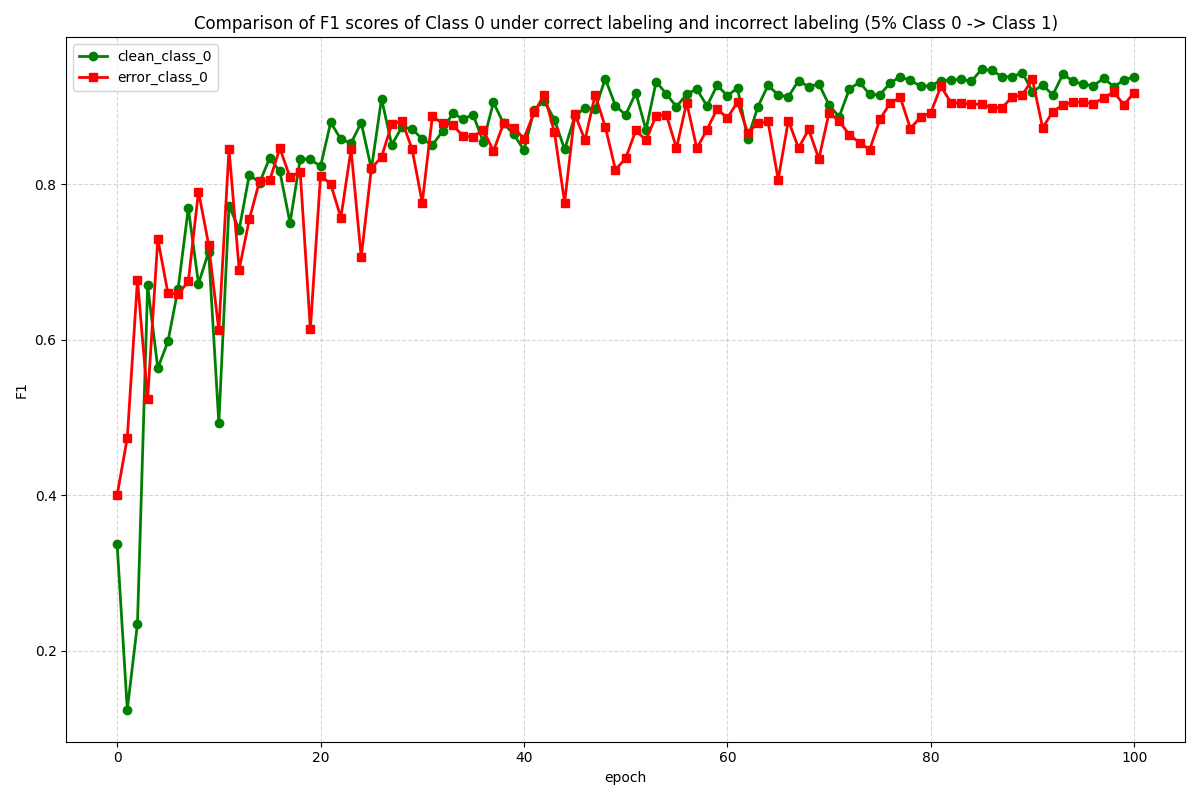 Comparison of F1 scores of Class 0 under correct labeling and incorrect labeling (5% Class 0 -> Class 1)
clean_class_0
error_class_0
0.8
0.6
0.4
0.2
F1
0 20 40 60 80 100
epoch